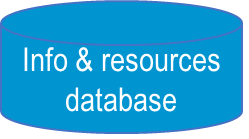 Info & resources
database